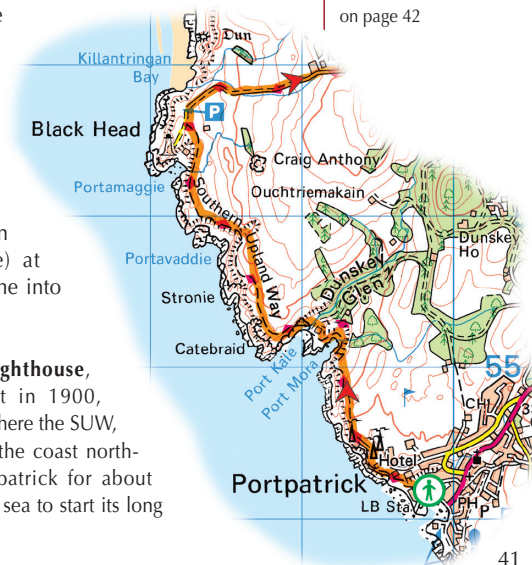 on page 42
Dun
Killantringan
Bay
P
Black Head
Craig Anthony
Portamaggie
Ouchtriemakain
Southern Upland Way
Dunskey
Ho
e) at
Portavaddie
Dunskey
Glen
ne into
Stronie
Catebraid
Port Kale
Port Mora
55
ghthouse,
t in 1900,
here the SUW,
the coast north-
patrick for about
sea to start its long
CH
Hotel
Portpatrick
LB Sta
PH
P
41